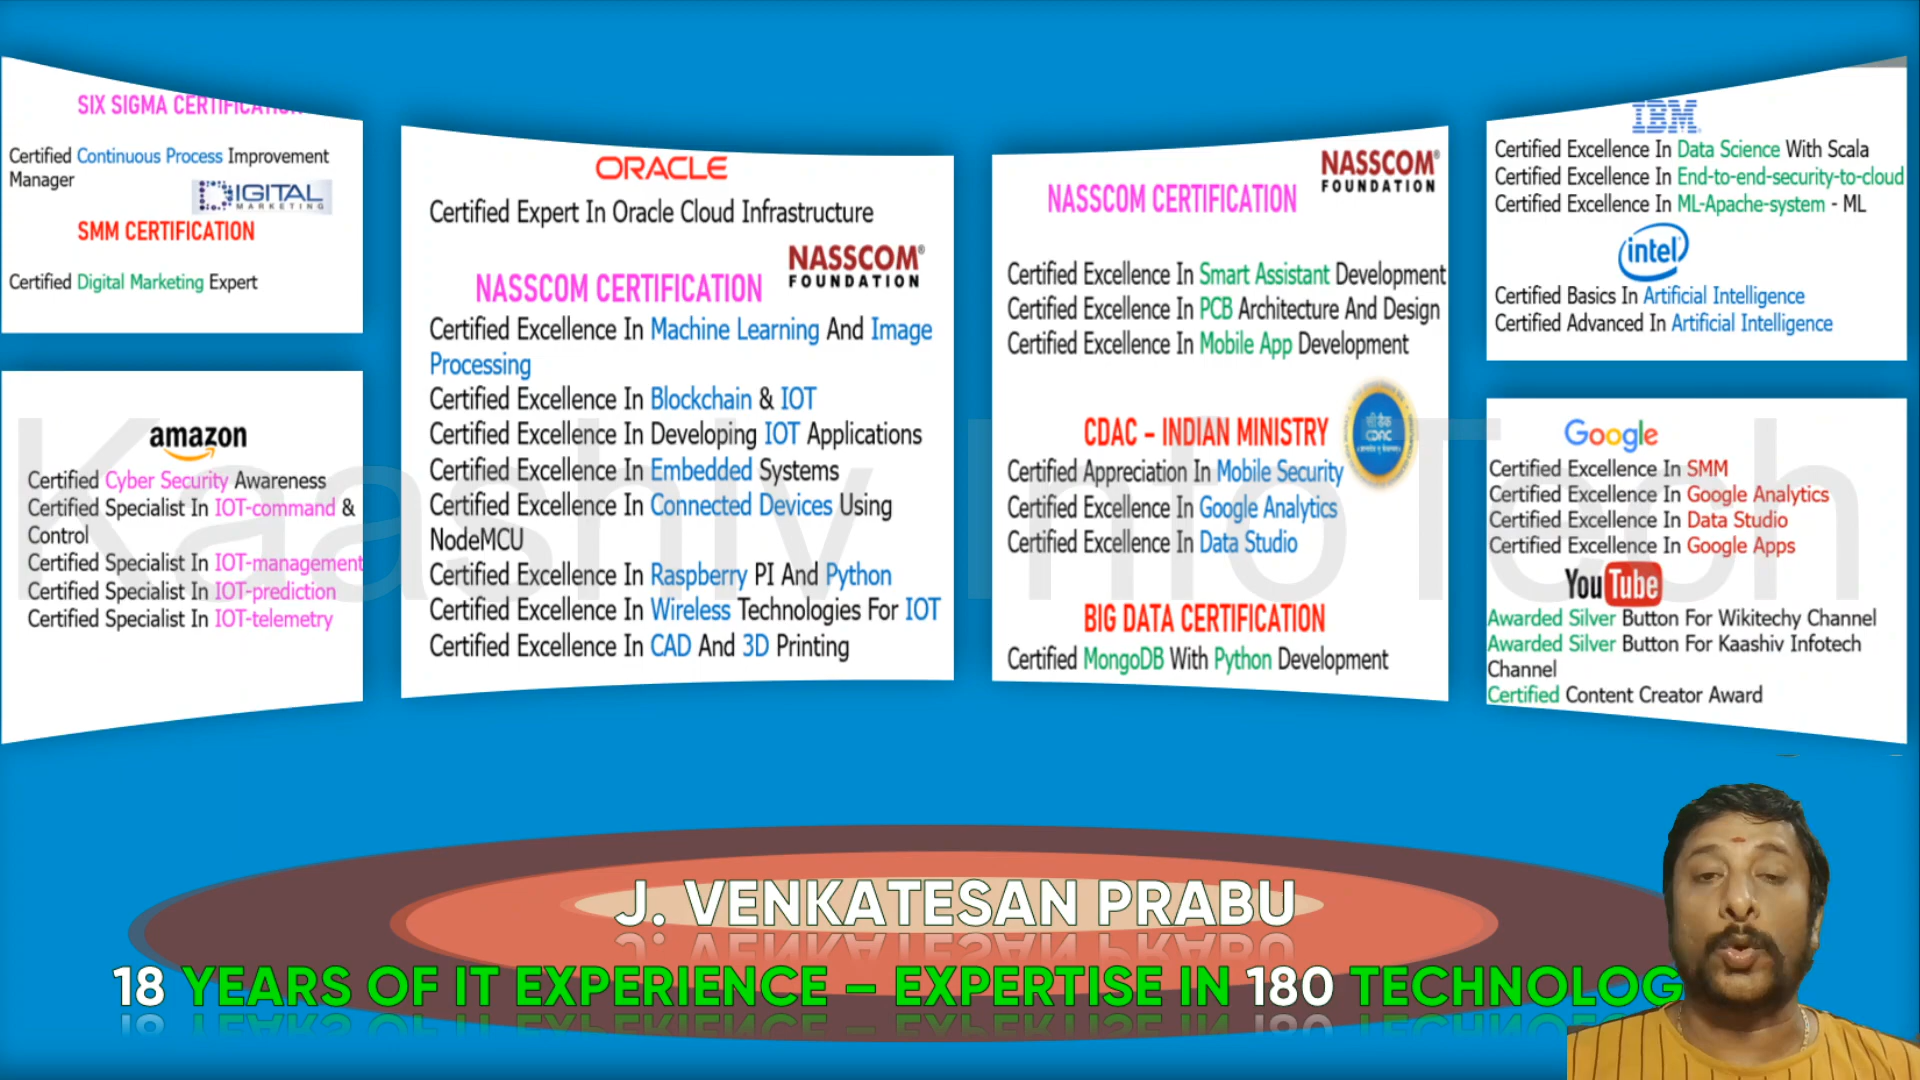 SIX SIGMA CERTIFICATION
Certified Continuous Process Improvement
Manager
DIGITAL
MARKETING
SMM CERTIFICATION
Certified Digital Marketing Expert
amazon
Certified Cyber Security Awareness
Certified Specialist In IOT-command &
Control
Certified Specialist In IOT-management
Certified Specialist In IOT-prediction
Certified Specialist In IOT-telemetry
ORACLE
Certified Expert In Oracle Cloud Infrastructure
NASSCOM®
FOUNDATION
NASSCOM CERTIFICATION
Certified Excellence In Machine Learning And Image
Processing
Certified Excellence In Blockchain & IOT
Certified Excellence In Developing IOT Applications
Certified Excellence In Embedded Systems
Certified Excellence In Connected Devices Using
NodeMCU
Certified Excellence In Raspberry PI And Python
Certified Excellence In Wireless Technologies For IOT
Certified Excellence In CAD And 3D Printing
NASSCOM®
FOUNDATION
NASSCOM CERTIFICATION
Certified Excellence In Smart Assistant Development
Certified Excellence In PCB Architecture And Design
Certified Excellence In Mobile App Development
CDAC – INDIAN MINISTRY
सी डैक
CDAC
Certified Appreciation In Mobile Security
Certified Excellence In Google Analytics
Certified Excellence In Data Studio
BIG DATA CERTIFICATION
Certified MongoDB With Python Development
IBM
Certified Excellence In Data Science With Scala
Certified Excellence In End-to-end-security-to-cloud
Certified Excellence In ML-Apache-system - ML
intel
Certified Basics In Artificial Intelligence
Certified Advanced In Artificial Intelligence
Google
Certified Excellence In SMM
Certified Excellence In Google Analytics
Certified Excellence In Data Studio
Certified Excellence In Google Apps
YouTube
Awarded Silver Button For Wikitechy Channel
Awarded Silver Button For Kaashiv Infotech
Channel
Certified Content Creator Award
Kaashiv InfoTech
J. VENKATESAN PRABU
18 YEARS OF IT EXPERIENCE – EXPERTISE IN 180 TECHNOLOG